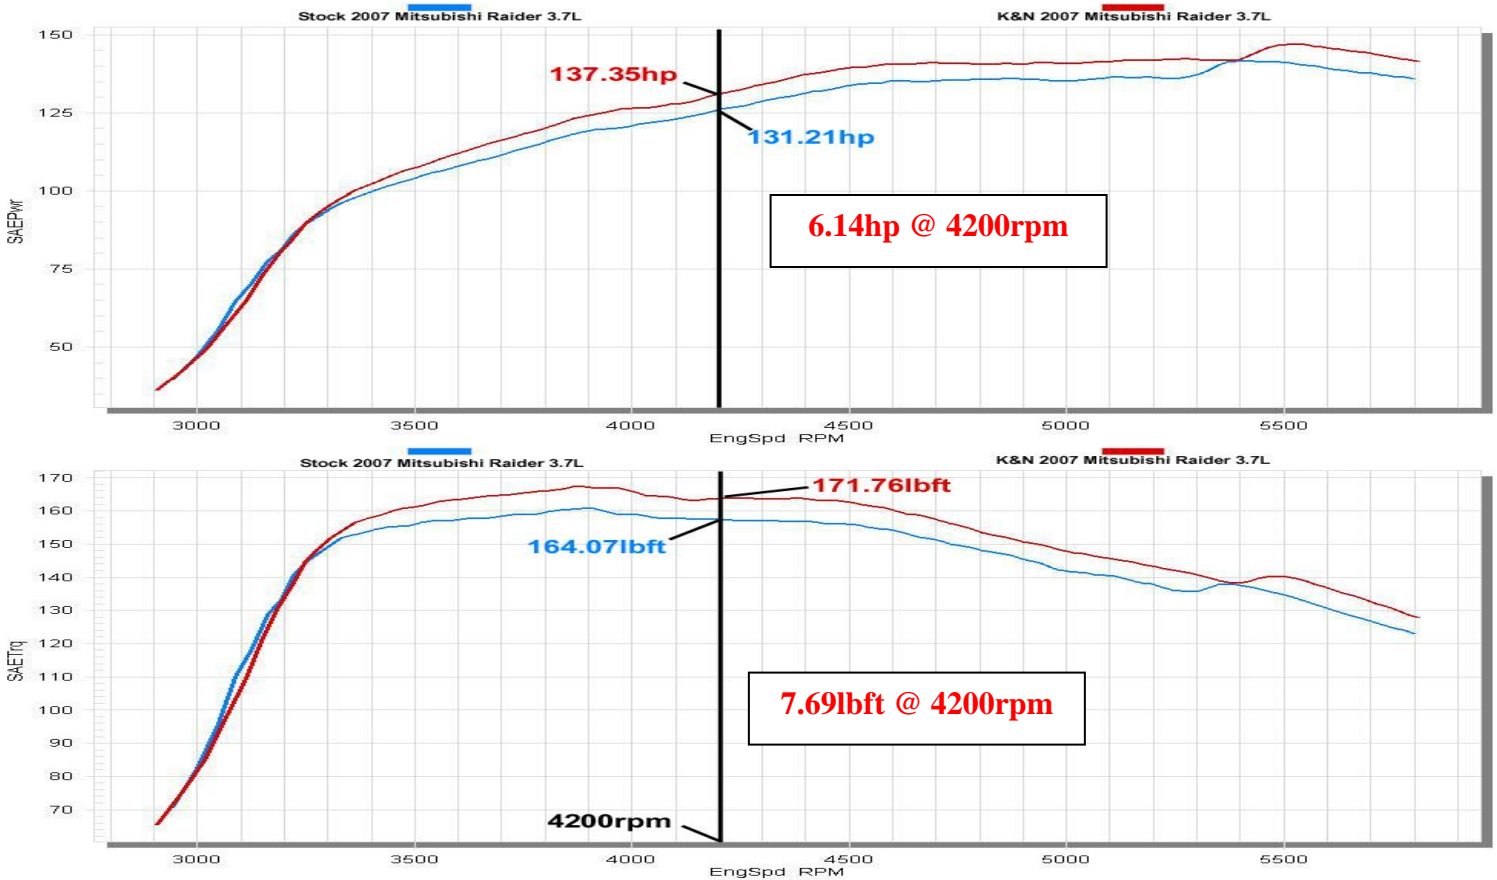 Stock 2007 Mitsubishi Raider 3.7L
K&N 2007 Mitsubishi Raider 3.7L
150
137.35hp
125
131.21hp
100
6.14hp @ 4200rpm
SAEPwr
75
50
3000 3500 4000 4500 5000 5500
EngSpd RPM
Stock 2007 Mitsubishi Raider 3.7L
K&N 2007 Mitsubishi Raider 3.7L
170
171.76lbft
160
164.07lbft
150
140
130
120
SAETrq
110
7.69lbft @ 4200rpm
100
90
80
70
4200rpm
3000 3500 4000 4500 5000 5500
EngSpd RPM